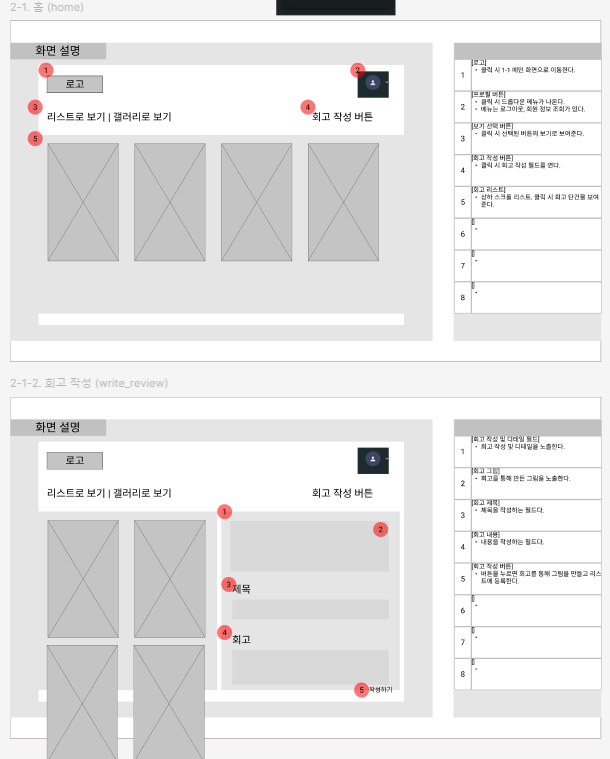 2-1. 홈 (home)
화면 설명
1
로고
2
3
리스트로 보기 | 갤러리로 보기
4
회고 작성 버튼
5
1
[로고]
• 클릭 시 1-1 메인 화면으로 이동한다.
2
[프로필 버튼]
• 클릭 시 드롭다운 메뉴가 나온다.
• 메뉴는 로그아웃, 회원 정보 조회가 있다.
3
[보기 선택 버튼]
• 클릭 시 선택된 버튼의 보기로 보여준다.
4
[회고 작성 버튼]
• 클릭 시 회고 작성 필드를 연다.
5
[회고 리스트]
• 상하 스크롤 리스트, 클릭 시 회고 단건을 보여
준다.
6
[]
•
7
[]
•
8
[]
•
2-1-2. 회고 작성 (write_review)
화면 설명
로고
리스트로 보기 | 갤러리로 보기
회고 작성 버튼
1
2
3
제목
4
회고
5
작성하기
1
[회고 작성 및 디테일 필드]
• 회고 작성 및 디테일을 노출한다.
2
[회고 그림]
• 회고를 통해 만든 그림을 노출한다.
3
[회고 제목]
• 제목을 작성하는 필드다.
4
[회고 내용]
• 내용을 작성하는 필드다.
5
[회고 작성 버튼]
• 버튼을 누르면 회고를 통해 그림을 만들고 리스
트에 등록한다.
6
[]
•
7
[]
•
8
[]
•